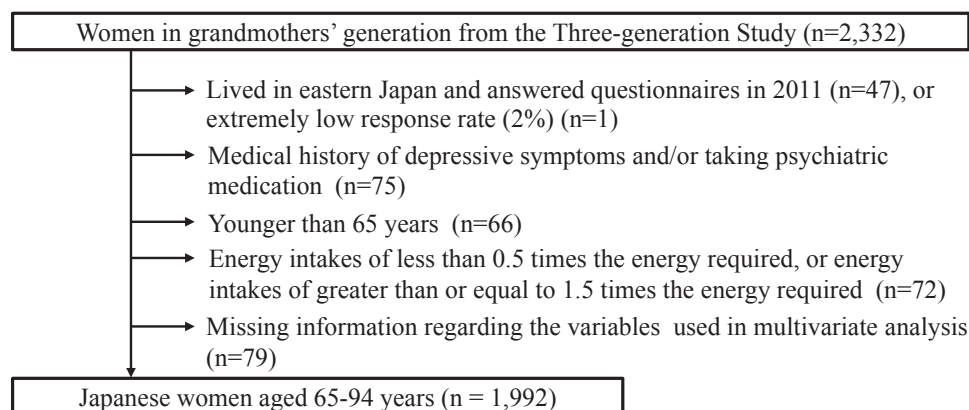 Women in grandmothers’ generation from the Three-generation Study (n=2,332)
Lived in eastern Japan and answered questionnaires in 2011 (n=47), or
extremely low response rate (2%) (n=1)
Medical history of depressive symptoms and/or taking psychiatric
medication (n=75)
Younger than 65 years (n=66)
Energy intakes of less than 0.5 times the energy required, or energy
intakes of greater than or equal to 1.5 times the energy required (n=72)
Missing information regarding the variables used in multivariate analysis
(n=79)
Japanese women aged 65-94 years (n = 1,992)